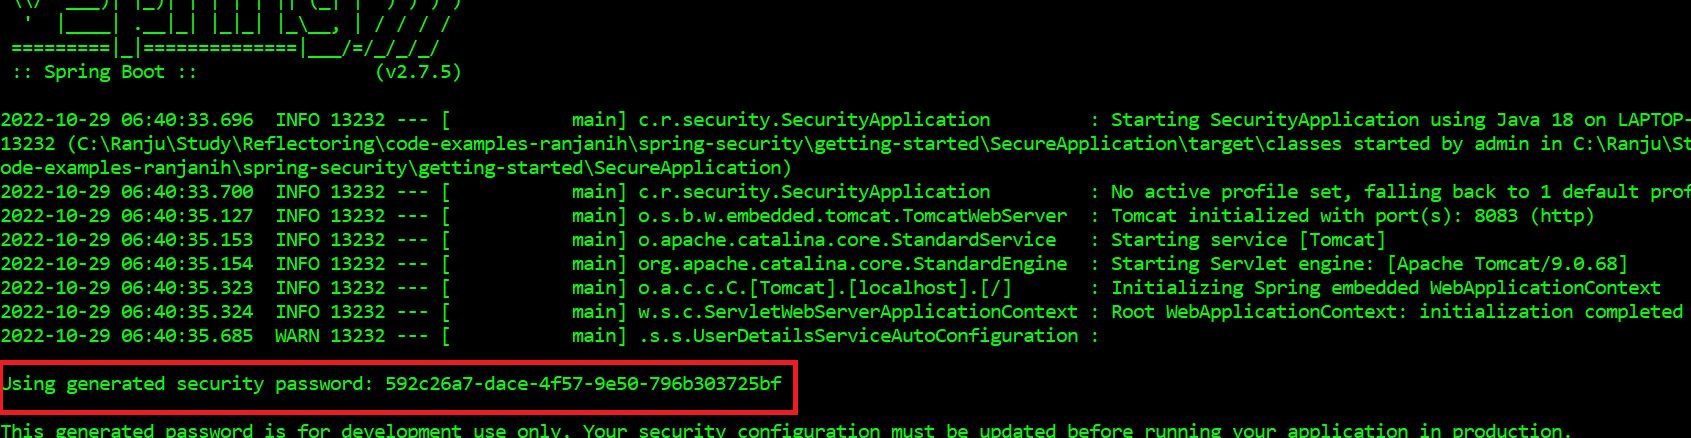 :: Spring Boot :: (v2.7.5)
2022-10-29 06:40:33.696 INFO 13232 --- [ main] c.r.security.SecurityApplication : Starting SecurityApplication using Java 18 on LAPTOP-
13232 (C:\Ranju\Study\Reflectoring\code-examples-ranjanih\spring-security\getting-started\SecureApplication\target\classes started by admin in C:\Ranju\St
ode-examples-ranjanih\spring-security\getting-started\SecureApplication)
2022-10-29 06:40:33.700 INFO 13232 --- [ main] c.r.security.SecurityApplication : No active profile set, falling back to 1 default prof
2022-10-29 06:40:35.127 INFO 13232 --- [ main] o.s.b.w.embedded.tomcat.TomcatWebServer : Tomcat initialized with port(s): 8083 (http)
2022-10-29 06:40:35.153 INFO 13232 --- [ main] o.apache.catalina.core.StandardService : Starting service [Tomcat]
2022-10-29 06:40:35.154 INFO 13232 --- [ main] org.apache.catalina.core.StandardEngine : Starting Servlet engine: [Apache Tomcat/9.0.68]
2022-10-29 06:40:35.323 INFO 13232 --- [ main] o.a.c.c.C.[Tomcat].[localhost].[/] : Initializing Spring embedded WebApplicationContext
2022-10-29 06:40:35.324 INFO 13232 --- [ main] w.s.c.ServletWebServerApplicationContext : Root WebApplicationContext: initialization completed
2022-10-29 06:40:35.685 WARN 13232 --- [ main] .s.s.UserDetailsServiceAutoConfiguration :
Using generated security password: 592c26a7-dace-4f57-9e50-796b303725bf
This generated password is for development use only. Your security configuration must be updated before running your application in production.